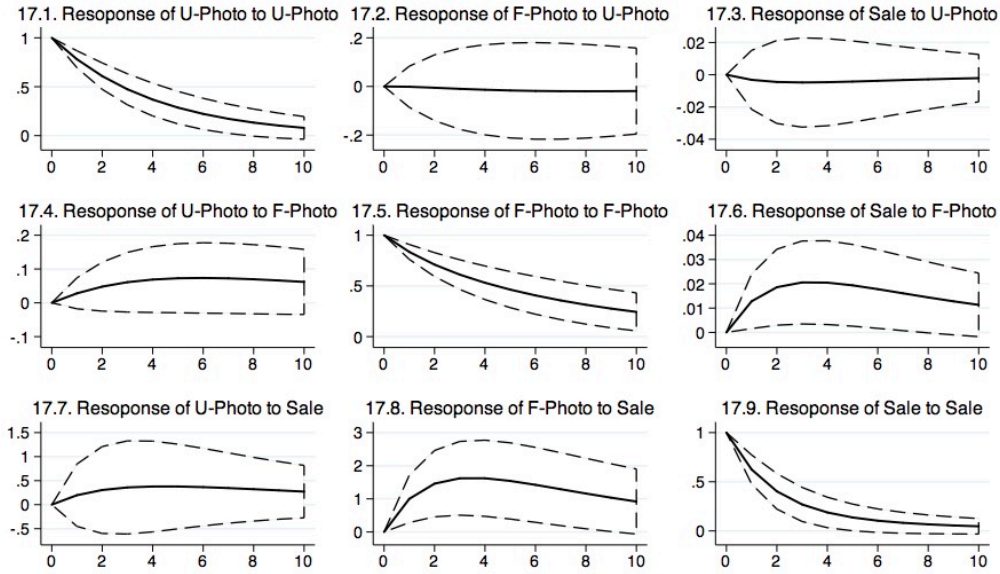 17.1. Resoponse of U-Photo to U-Photo
1
.5
0
0 2 4 6 8 10
17.2. Resoponse of F-Photo to U-Photo
.2
0
-.2
0 2 4 6 8 10
17.3. Resoponse of Sale to U-Photo
.02
0
-.02
-.04
0 2 4 6 8 10
17.4. Resoponse of U-Photo to F-Photo
.2
.1
0
-.1
0 2 4 6 8 10
17.5. Resoponse of F-Photo to F-Photo
1
.5
0
0 2 4 6 8 10
17.6. Resoponse of Sale to F-Photo
.04
.03
.02
.01
0
0 2 4 6 8 10
17.7. Resoponse of U-Photo to Sale
1.5
1
.5
0
-.5
0 2 4 6 8 10
17.8. Resoponse of F-Photo to Sale
3
2
1
0
0 2 4 6 8 10
17.9. Resoponse of Sale to Sale
1
.5
0
0 2 4 6 8 10